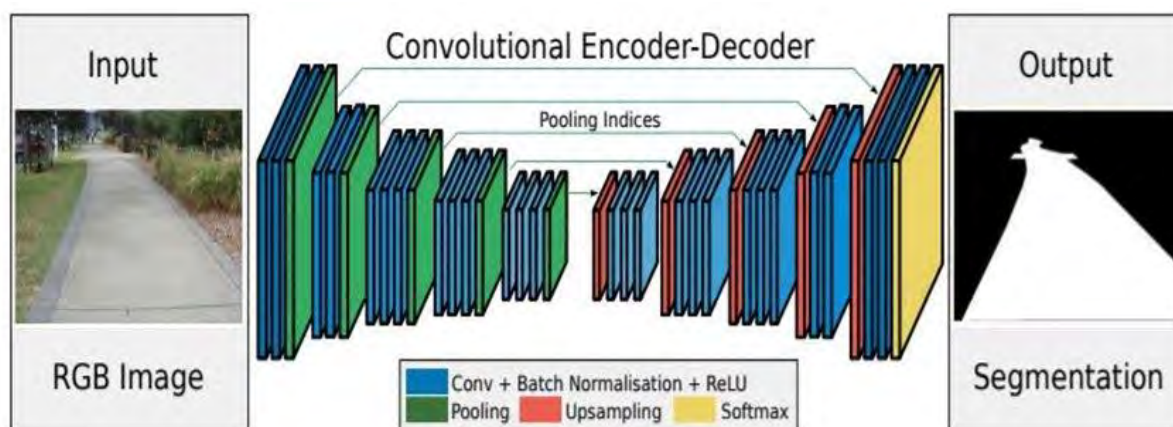 Input
RGB Image
Convolutional Encoder-Decoder
Pooling Indices
Conv + Batch Normalisation + ReLU
Pooling Upsampling Softmax
Output
Segmentation